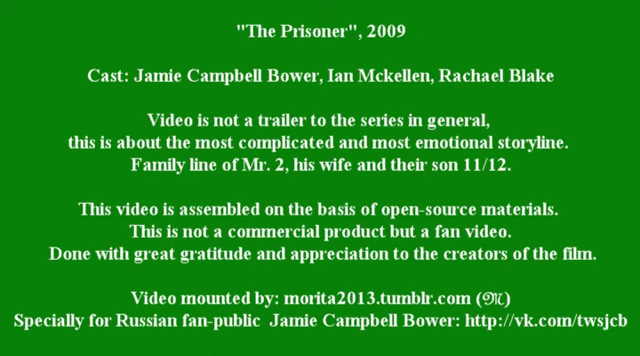 "The Prisoner", 2009
Cast: Jamie Campbell Bower, Ian Mckellen, Rachael Blake
Video is not a trailer to the series in general,
this is about the most complicated and most emotional storyline.
Family line of Mr. 2, his wife and their son 11/12.
This video is assembled on the basis of open-source materials.
This is not a commercial product but a fan video.
Done with great gratitude and appreciation to the creators of the film.
Video mounted by: morita2013.tumblr.com (𝔐)
Specially for Russian fan-public  Jamie Campbell Bower: http://vk.com/twsjcb